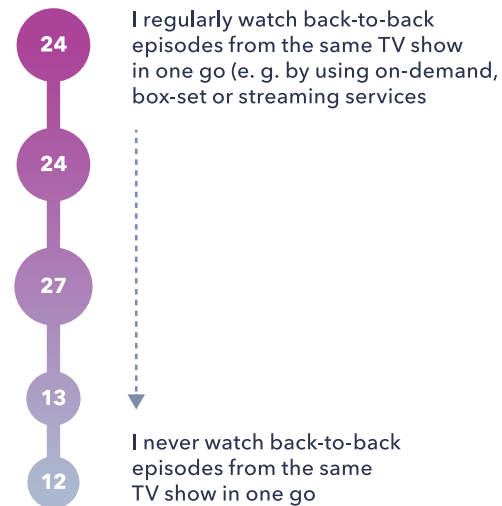 24
I regularly watch back-to-back
episodes from the same TV show
in one go (e. g. by using on-demand,
box-set or streaming services
24
27
13
12
I never watch back-to-back
episodes from the same
TV show in one go